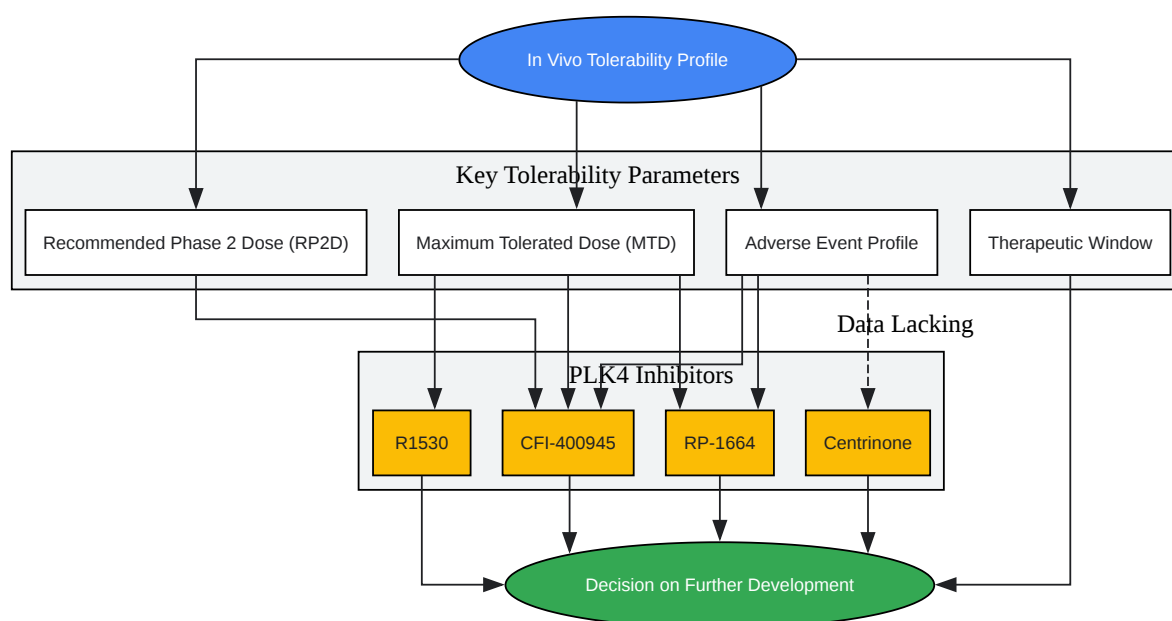 In Vivo Tolerability Profile
Key Tolerability Parameters
Recommended Phase 2 Dose (RP2D)
Maximum Tolerated Dose (MTD)
Adverse Event Profile
Therapeutic Window
Data Lacking
PLK4 Inhibitors
R1530
CFI-400945
RP-1664
Centrinone
Decision on Further Development